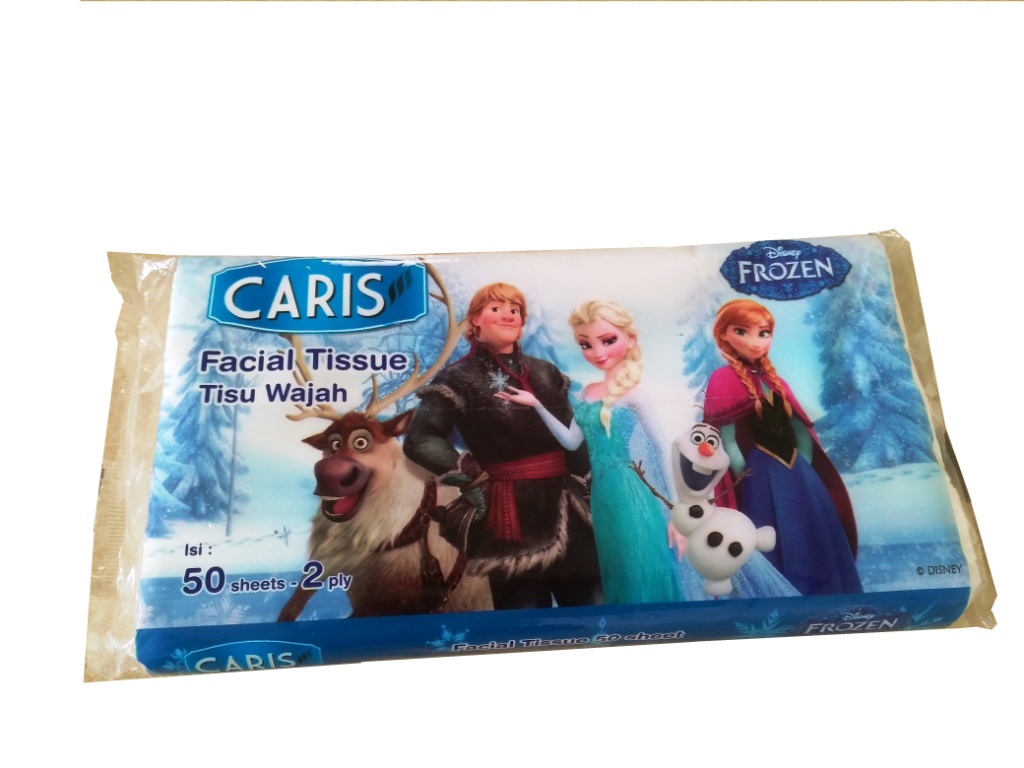 CARIS
Disney
FROZEN
Facial Tissue
Tisu Wajah
Isi :
50 sheets - 2 ply
© DISNEY
CARIS
Facial Tissue 50 sheet
Disney
FROZEN